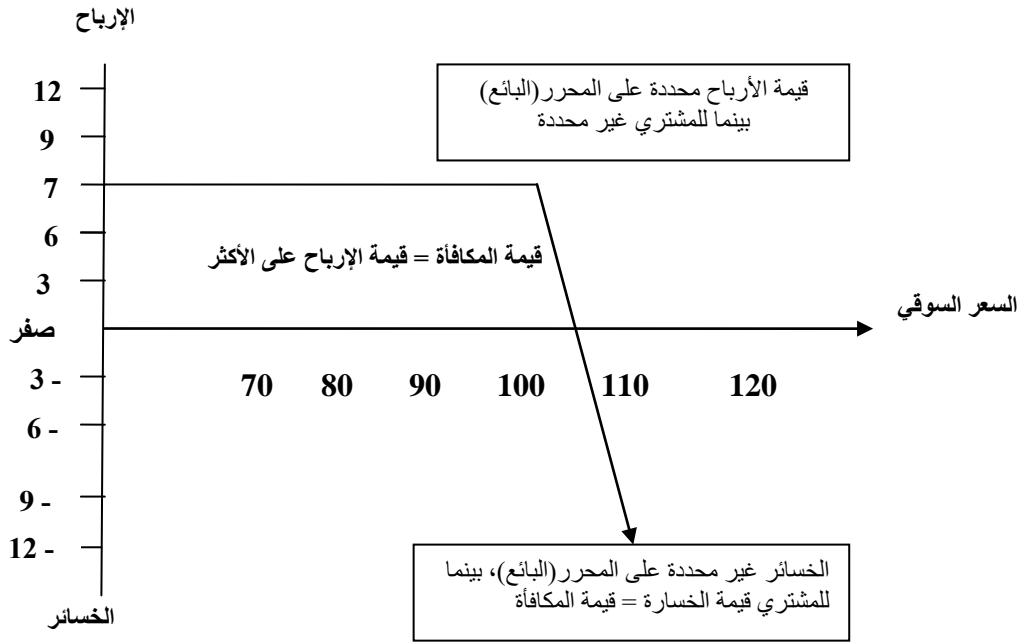 الإرباح
قيمة الأرباح محددة على المحرر(البائع)
بينما للمشتري غير محددة
12
9
7
6
3
صفر
3 -
6 -
9 -
12 -
قيمة المكافأة = قيمة الإرباح على الأكثر
السعر السوقي
70 80 90 100 110 120
الخسائر غير محددة على المحرر(البائع)، بينما
للمشتري قيمة الخسارة = قيمة المكافأة
الخسائر